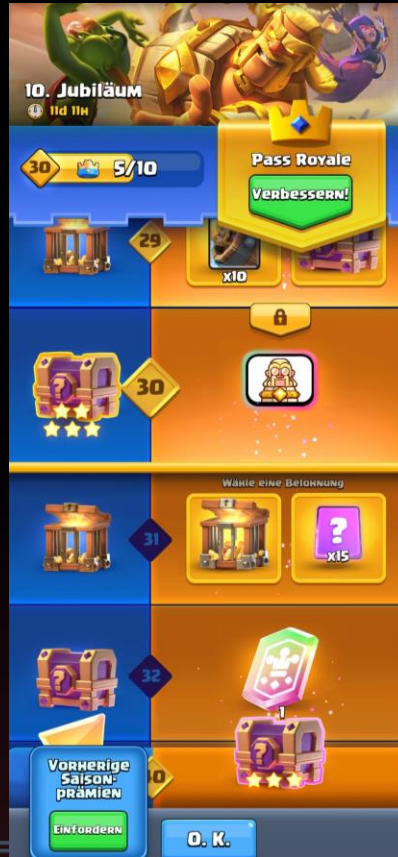 10. Jubiläum
11d 11h
30
5/10
Pass Royale
Verbessern!
29
x10
30
Wähle eine Belohnung
31
?
x15
32
1
Vorherige
Saison-
prämien
Einfordern
O. K.